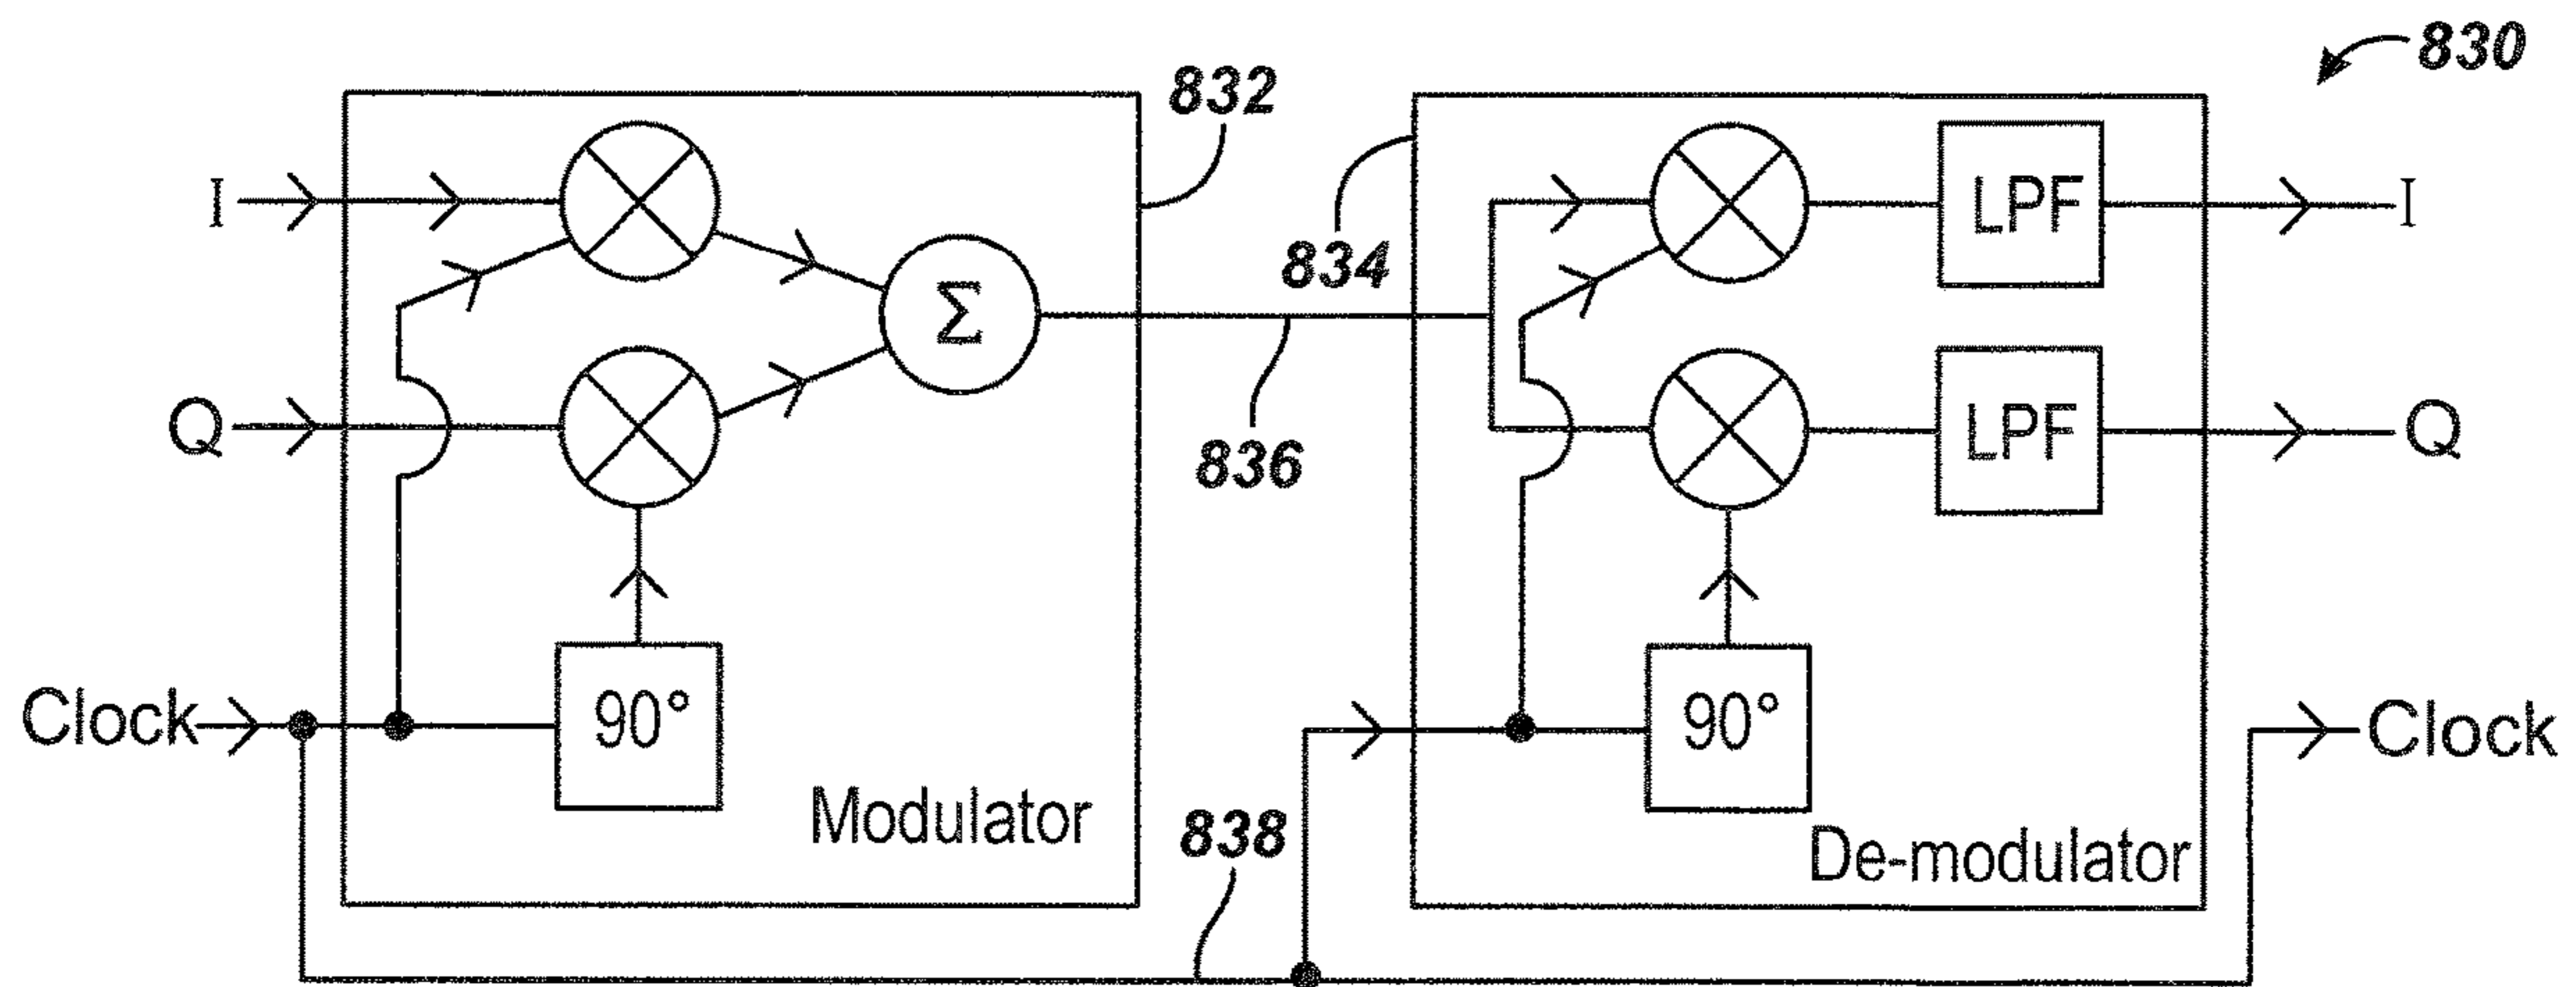 830
832
I
LPF
I
834
Σ
Q
LPF
Q
836
Clock
90°
90°
Clock
Modulator
838
De-modulator